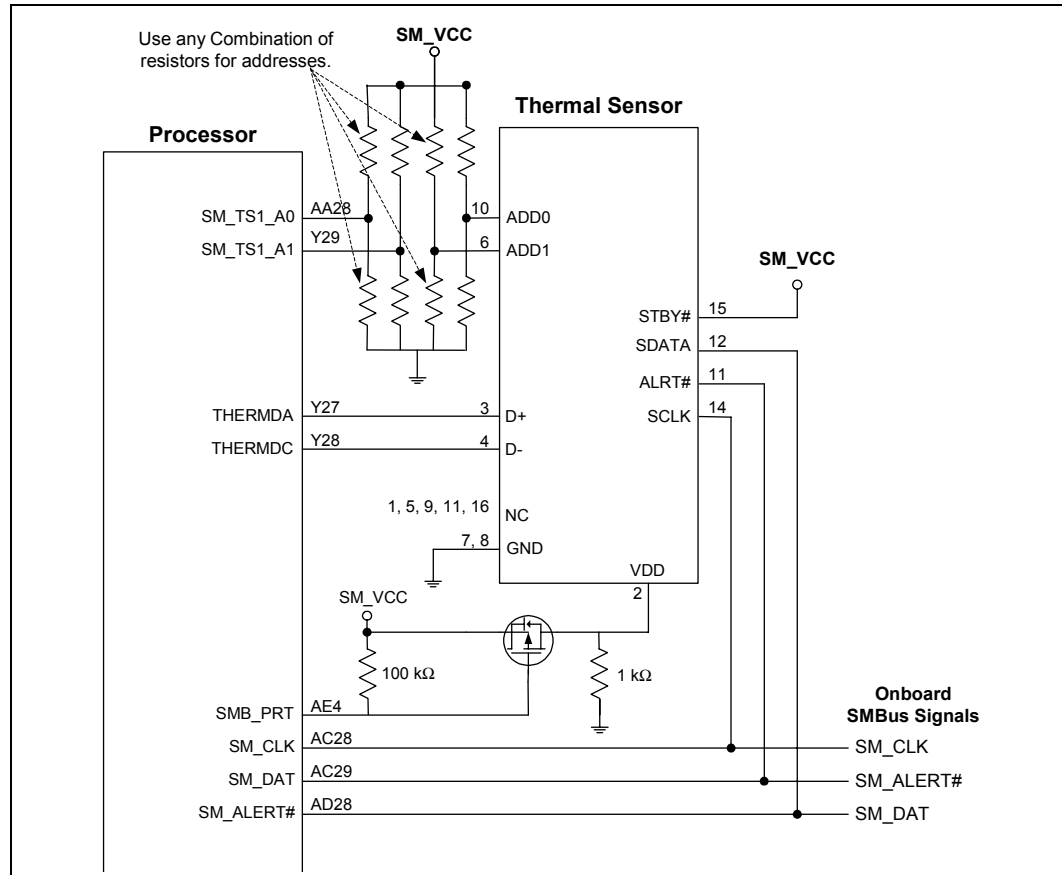 Use any Combination of
resistors for addresses.
SM_VCC
Thermal Sensor
Processor
SM_TS1_A0
AA28
10
ADD0
SM_TS1_A1
Y29
6
ADD1
SM_VCC
STBY#
15
SDATA
12
ALRT#
11
SCLK
14
THERMDA
Y27
3
D+
THERMDC
Y28
4
D-
1, 5, 9, 11, 16
NC
7, 8
GND
VDD
2
SM_VCC
100 kΩ
1 kΩ
SMB_PRT
AE4
Onboard
SMBus Signals
SM_CLK
AC28
SM_CLK
SM_DAT
AC29
SM_ALERT#
SM_ALERT#
AD28
SM_DAT